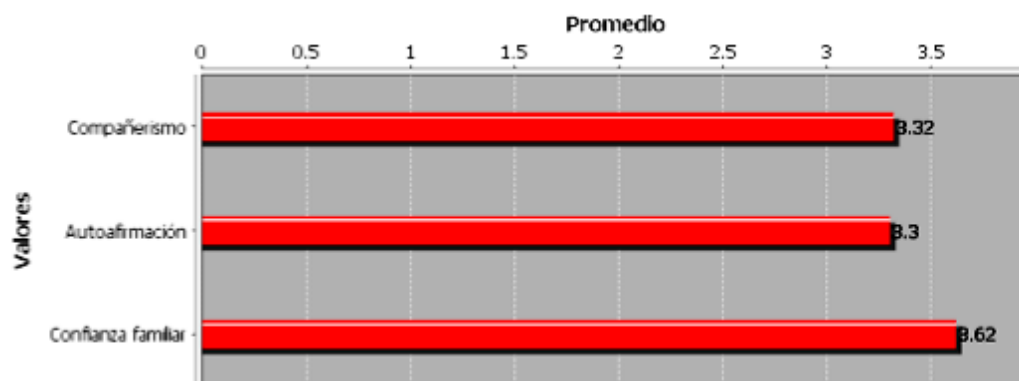 Promedio
0 0.5 1 1.5 2 2.5 3 3.5
Valores
Compañerismo 3.32
Autoafirmación 3.3
Confianza familiar 3.62